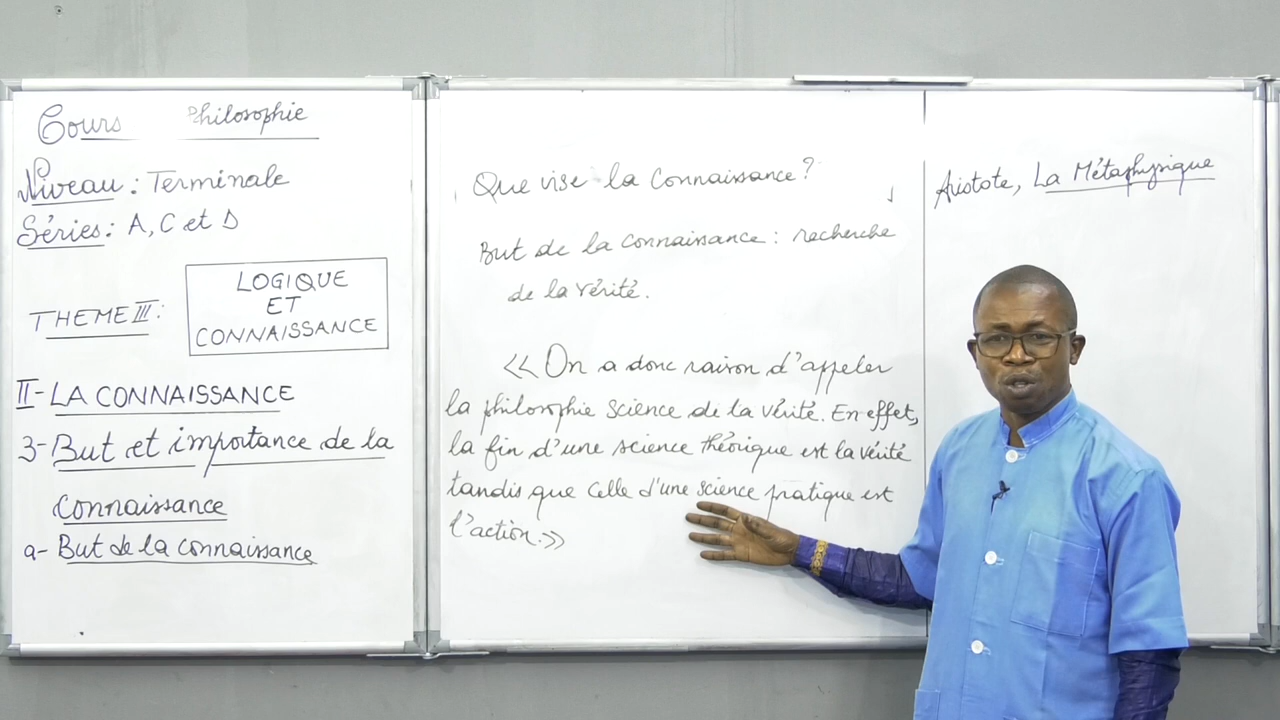 Cours Philosophie
Niveau : Terminale
Séries : A, C et D
THEME III :
LOGIQUE
ET
CONNAISSANCE
II- LA CONNAISSANCE
3- But et importance de la
connaissance
a- But de la connaissance
Que vise la connaissance ?
But de la connaissance : recherche
de la vérité.
<< On a donc raison d'appeler
la philosophie science de la vérité. En effet,
la fin d'une science théorique est la vérité
tandis que celle d'une science pratique est
l'action. >>
Aristote, La Métaphysique